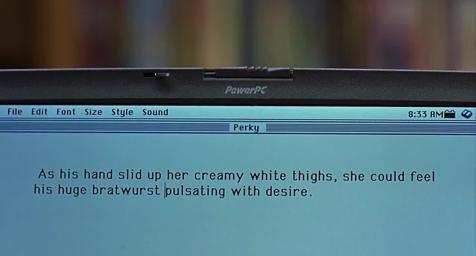 PowerPC
File Edit Font Size Style Sound 8:33 AM
Perky
As his hand slid up her creamy white thighs, she could feel
his huge bratwurst pulsating with desire.